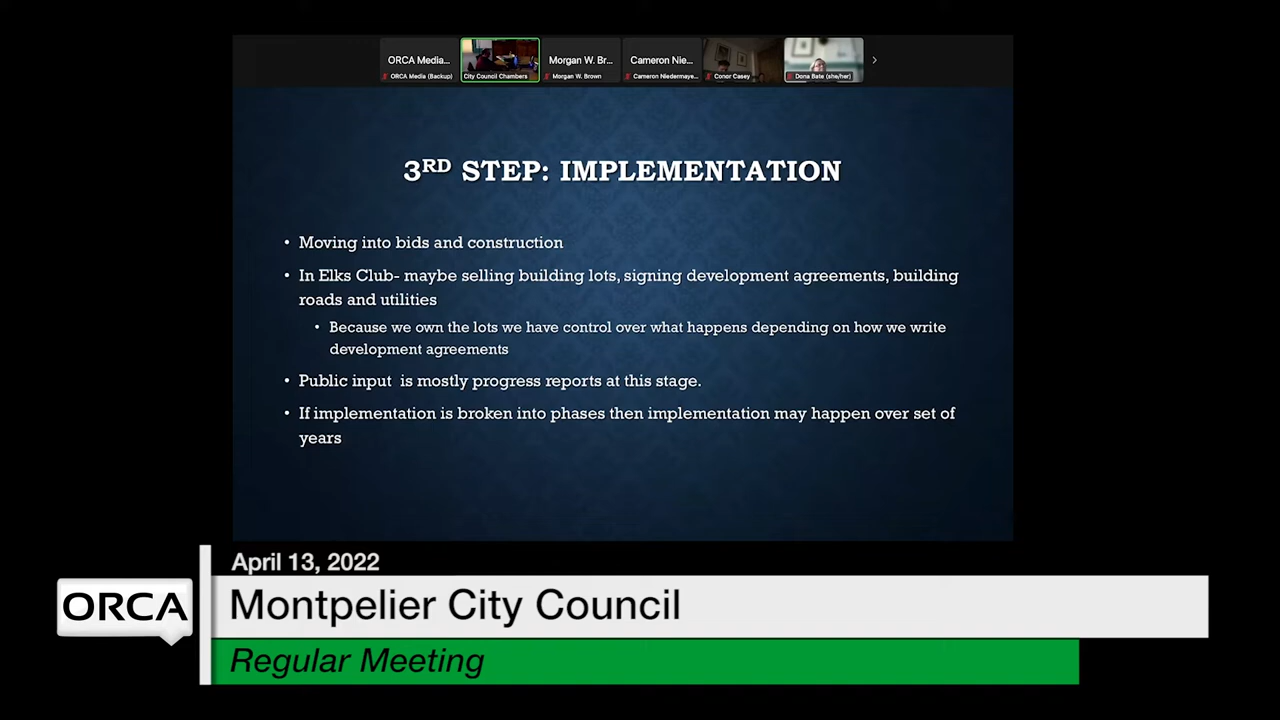 ORCA Media...
Morgan W. Br...
Cameron Nie...
ORCA Media (Backup)
City Council Chambers
Morgan W. Brown
Cameron Niedermaye...
Conor Casey
Dona Bate (she/her)
3RD STEP: IMPLEMENTATION
• Moving into bids and construction
• In Elks Club- maybe selling building lots, signing development agreements, building
roads and utilities
• Because we own the lots we have control over what happens depending on how we write
development agreements
• Public input is mostly progress reports at this stage.
• If implementation is broken into phases then implementation may happen over set of
years
April 13, 2022
ORCA
Montpelier City Council
Regular Meeting